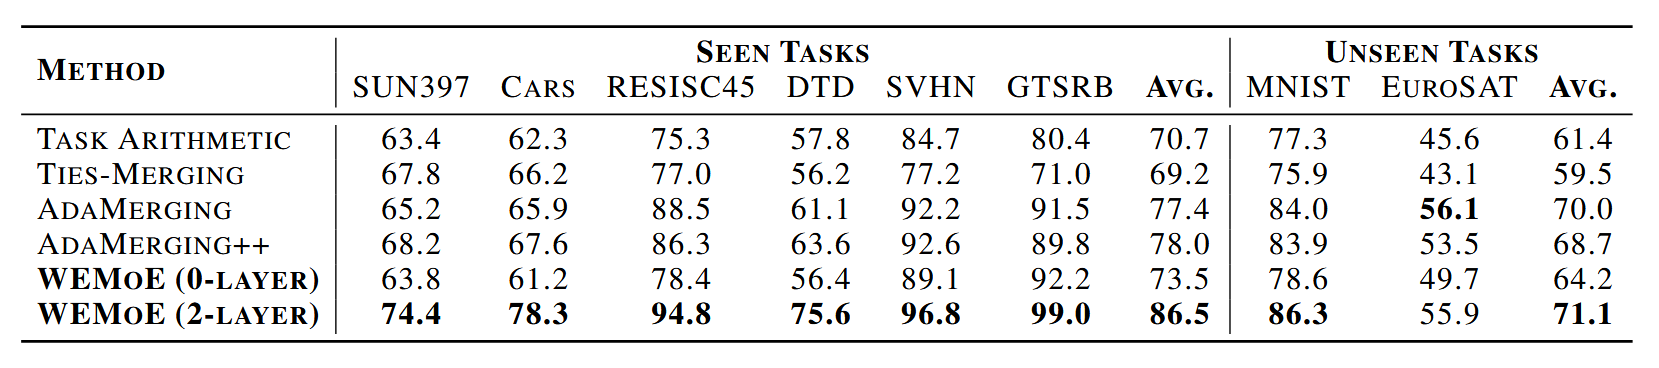 METHOD SEEN TASKS UNSEEN TASKS
SUN397 CARS RESISC45 DTD SVHN GTSRB AVG. MNIST EUROSAT AVG.
TASK ARITHMETIC 63.4 62.3 75.3 57.8 84.7 80.4 70.7 77.3 45.6 61.4
TIES-MERGING 67.8 66.2 77.0 56.2 77.2 71.0 69.2 75.9 43.1 59.5
ADAMERGING 65.2 65.9 88.5 61.1 92.2 91.5 77.4 84.0 56.1 70.0
ADAMERGING++ 68.2 67.6 86.3 63.6 92.6 89.8 78.0 83.9 53.5 68.7
WEMOE (0-LAYER) 63.8 61.2 78.4 56.4 89.1 92.2 73.5 78.6 49.7 64.2
WEMOE (2-LAYER) 74.4 78.3 94.8 75.6 96.8 99.0 86.5 86.3 55.9 71.1